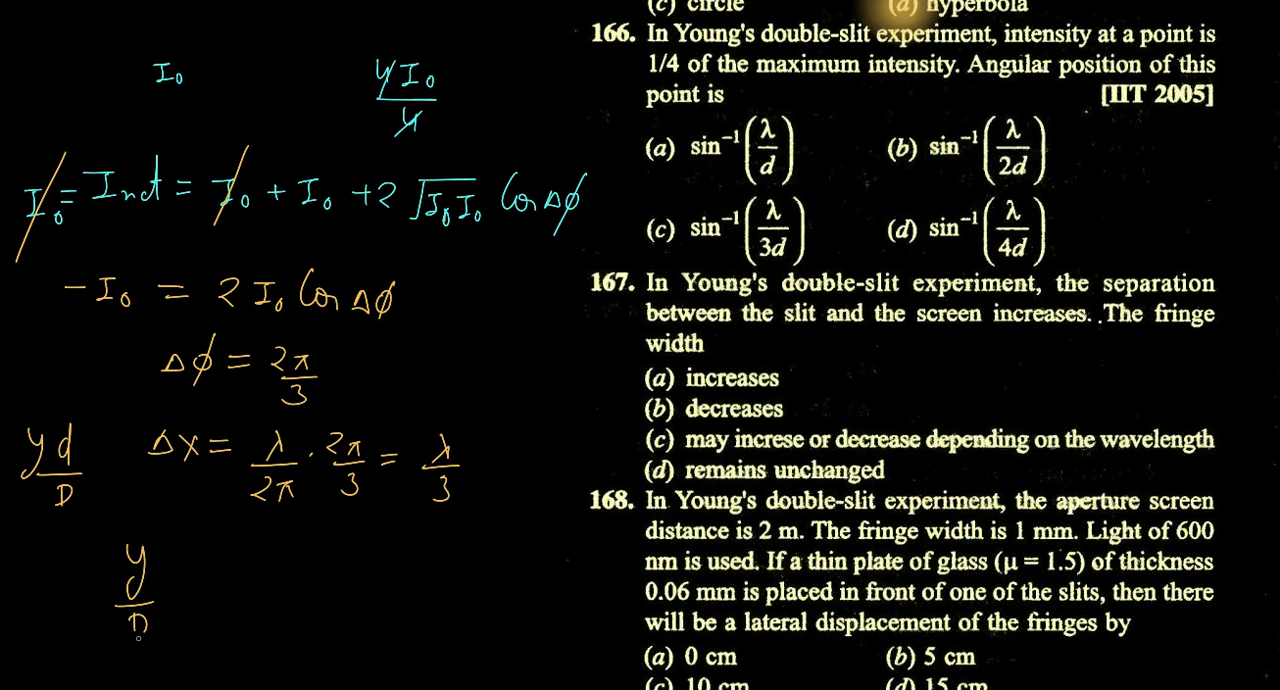 I₀ 4I₀/4
I₀ = Inet = I₀ + I₀ + 2 √I₀I₀ Cos Δϕ
-I₀ = 2 I₀ Cos Δϕ
Δϕ = 2π/3
yd/D Δx = λ/2π . 2π/3 = λ/3
y/D
(c) circle (d) hyperbola
166. In Young's double-slit experiment, intensity at a point is
1/4 of the maximum intensity. Angular position of this
point is [IIT 2005]
(a) sin⁻¹(λ/d) (b) sin⁻¹(λ/2d)
(c) sin⁻¹(λ/3d) (d) sin⁻¹(λ/4d)
167. In Young's double-slit experiment, the separation
between the slit and the screen increases. .The fringe
width
(a) increases
(b) decreases
(c) may increse or decrease depending on the wavelength
(d) remains unchanged
168. In Young's double-slit experiment, the aperture screen
distance is 2 m. The fringe width is 1 mm. Light of 600
nm is used. If a thin plate of glass (μ = 1.5) of thickness
0.06 mm is placed in front of one of the slits, then there
will be a lateral displacement of the fringes by
(a) 0 cm (b) 5 cm
(c) 10 cm (d) 15 cm